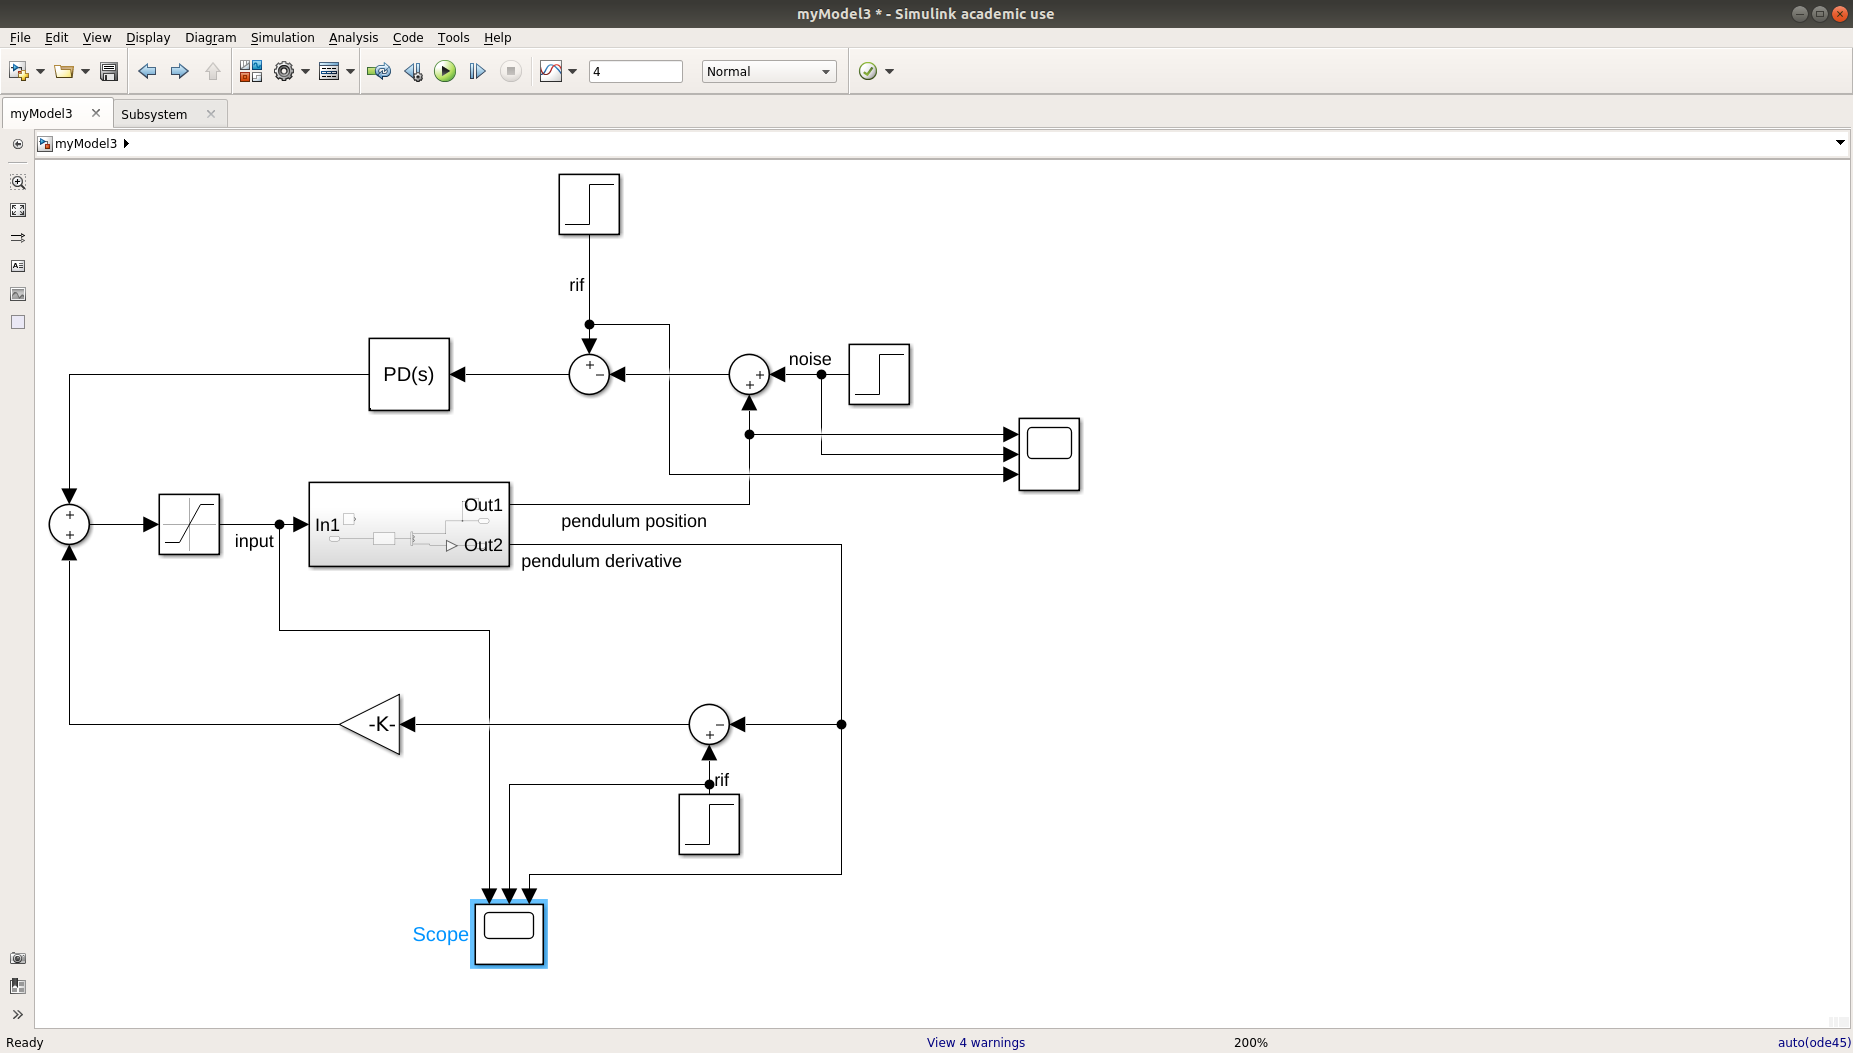 myModel3 * - Simulink academic use
File Edit View Display Diagram Simulation Analysis Code Tools Help
4
Normal
myModel3
Subsystem
myModel3
rif
noise
PD(s)
+
−
+
+
+
+
In1
Out1
Out2
input
pendulum position
pendulum derivative
-K-
−
+
rif
Scope
Ready
View 4 warnings
200%
auto(ode45)